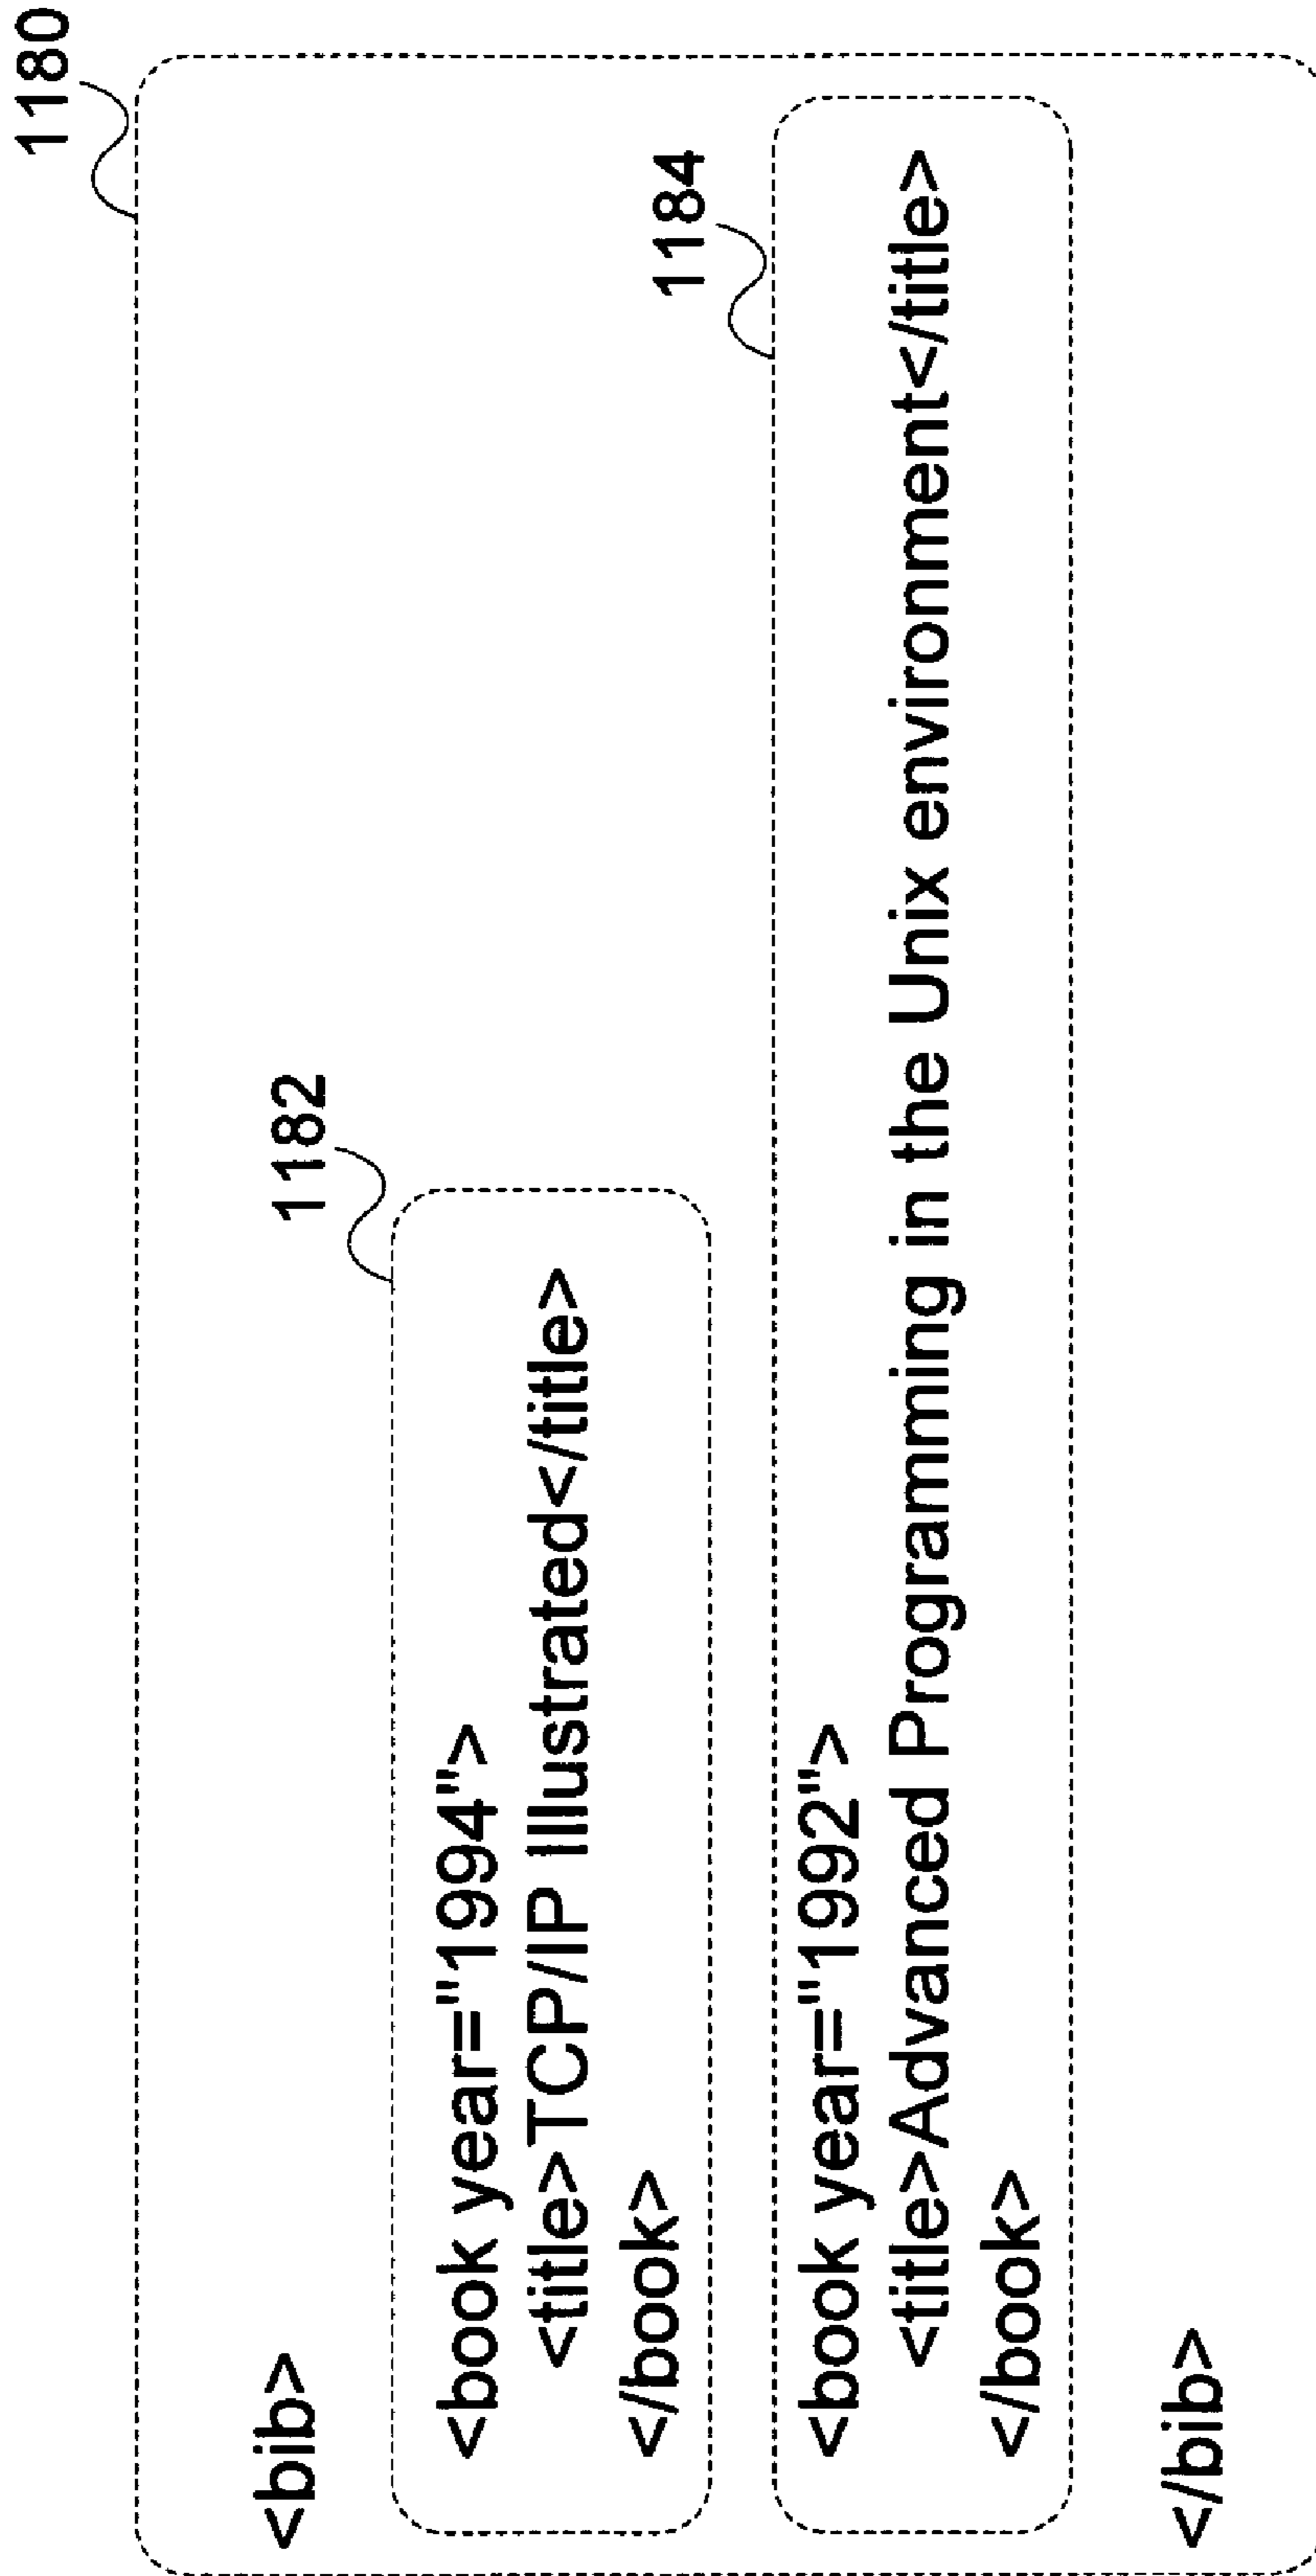 1180
<bib>
1182
<book year="1994">
<title>TCP/IP Illustrated</title>
</book>
1184
<book year="1992">
<title>Advanced Programming in the Unix environment</title>
</book>
</bib>